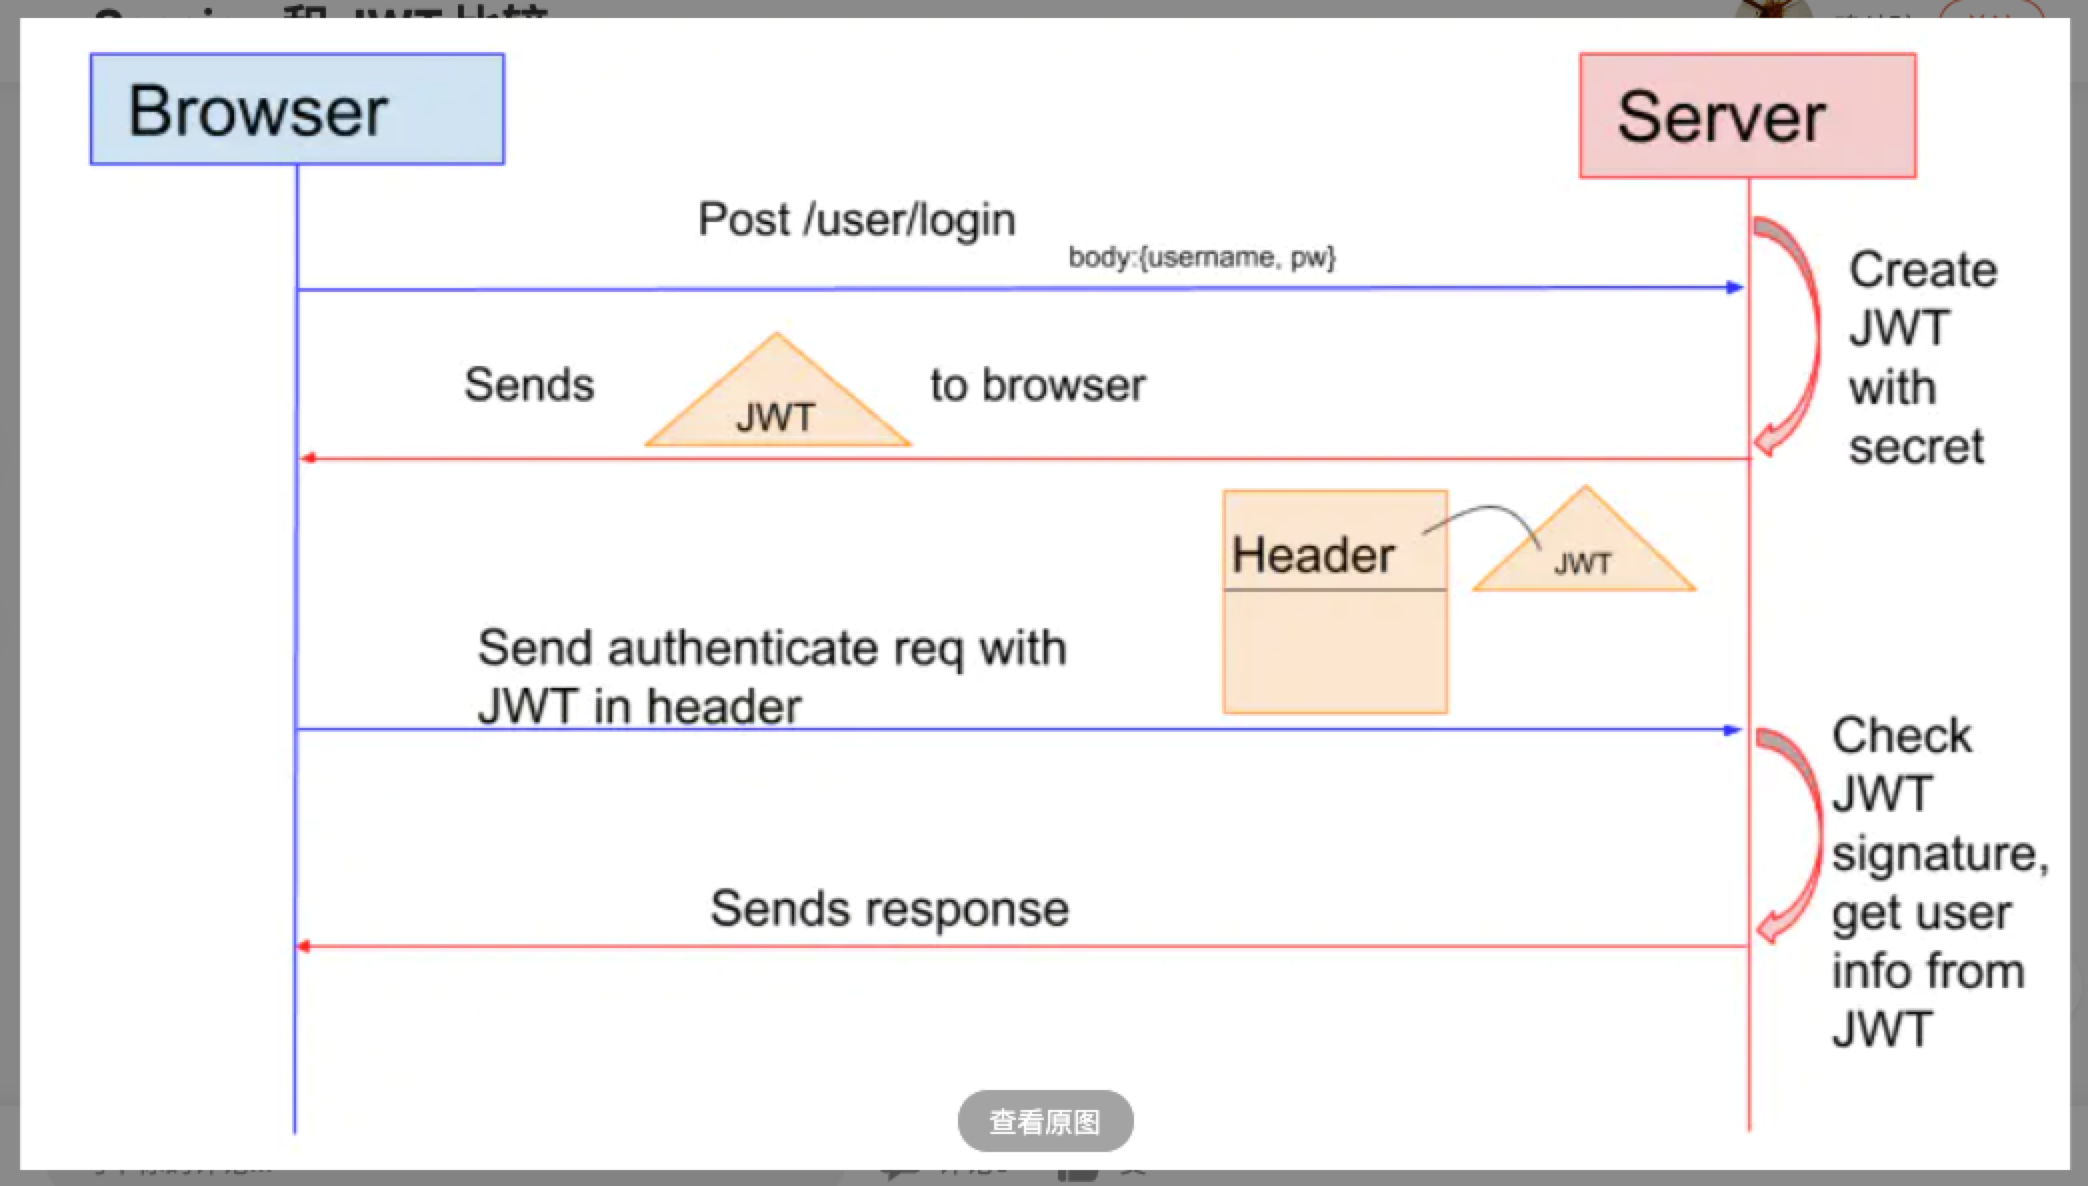 Browser
Server
Post /user/login
body:{username, pw}
Create
JWT
with
secret
Sends
JWT
to browser
Header
JWT
Send authenticate req with
JWT in header
Check
JWT
signature,
get user
info from
JWT
Sends response
查看原图